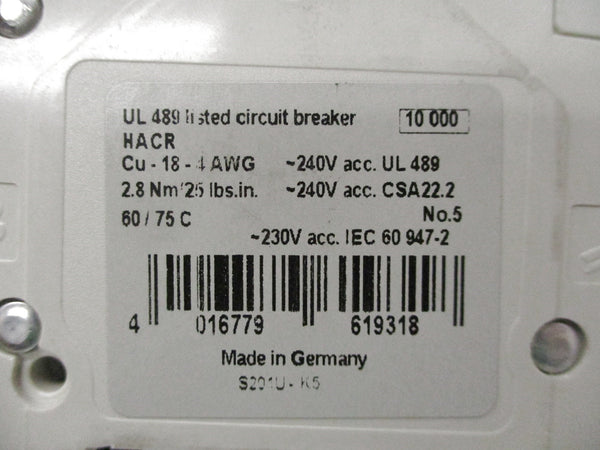 UL 489 listed circuit breaker 10 000
HACR
Cu - 18 - 4 AWG ~240V acc. UL 489
2.8 Nm/25 lbs.in. ~240V acc. CSA22.2
60 / 75 C No.5
~230V acc. IEC 60 947-2
4 016779 619318
Made in Germany
S201U - K5